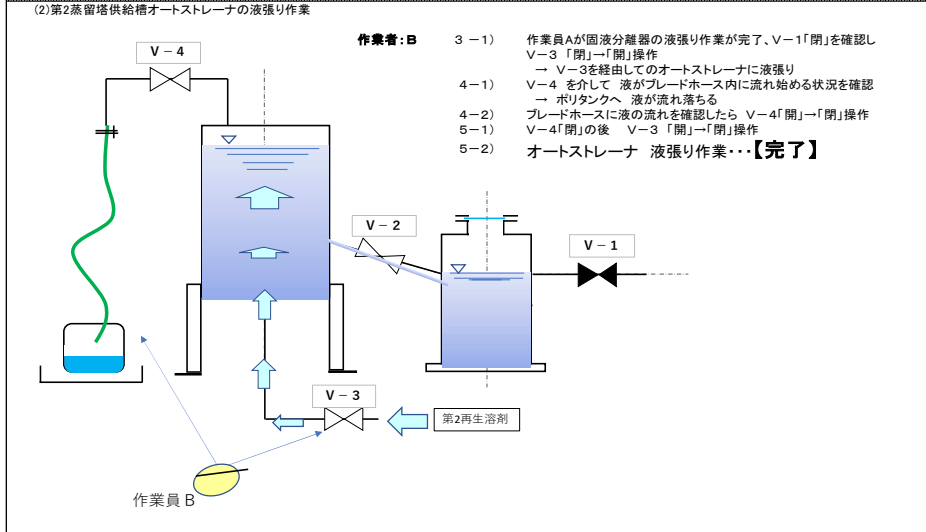 (2)第2蒸留塔供給槽オートストレーナの液張り作業
作業者:B
3-1) 作業員Aが固液分離器の液張り作業が完了、V-1「閉」を確認し
V-3 「閉」→「開」操作
→ V-3を経由してのオートストレーナに液張り
4-1) V-4 を介して 液がブレードホース内に流れ始める状況を確認
→ ポリタンクへ 液が流れ落ちる
4-2) ブレードホースに液の流れを確認したら V-4「開」→「閉」操作
5-1) V-4「閉」の後 V-3 「開」→「閉」操作
5-2) オートストレーナ 液張り作業・・・【完了】
V-4
V-2
V-1
V-3
第2再生溶剤
作業員B